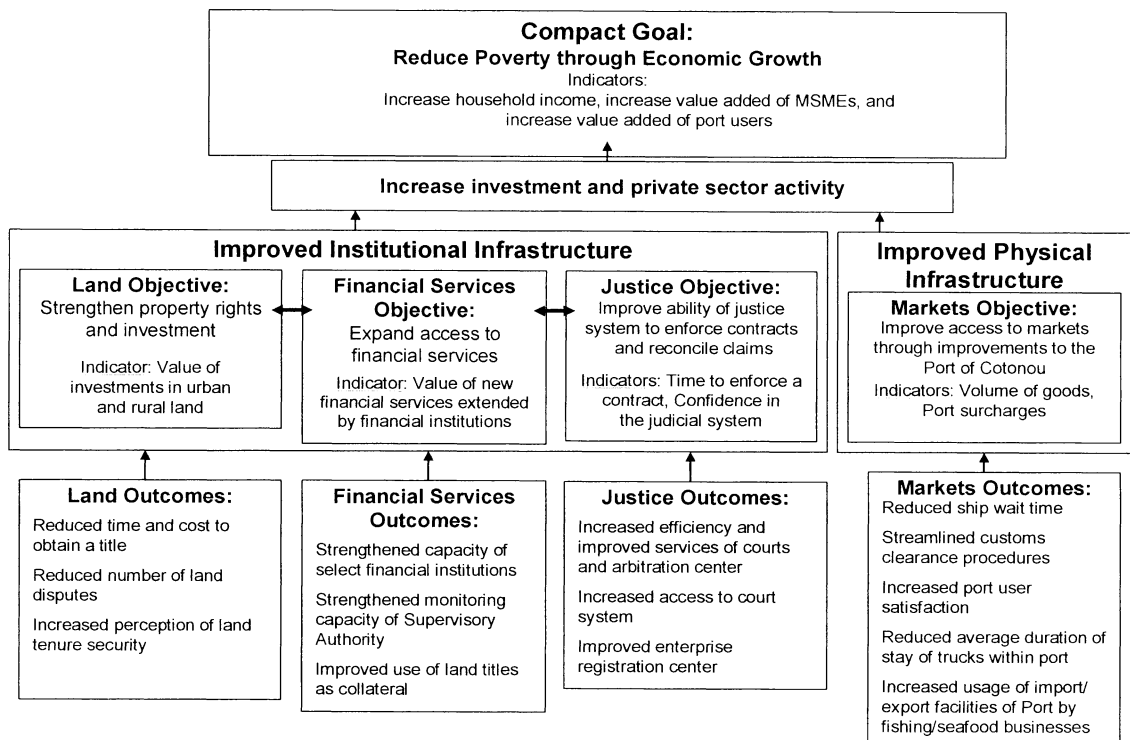 Compact Goal:
Reduce Poverty through Economic Growth
Indicators:
Increase household income, increase value added of MSMEs, and
increase value added of port users
Increase investment and private sector activity
Improved Institutional Infrastructure
Land Objective:
Strengthen property rights
and investment
Indicator: Value of
investments in urban
and rural land
Financial Services
Objective:
Expand access to
financial services
Indicator: Value of new
financial services extended
by financial institutions
Justice Objective:
Improve ability of justice
system to enforce contracts
and reconcile claims
Indicators: Time to enforce a
contract, Confidence in
the judicial system
Improved Physical
Infrastructure
Markets Objective:
Improve access to markets
through improvements to the
Port of Cotonou
Indicators: Volume of goods,
Port surcharges
Land Outcomes:
Reduced time and cost to
obtain a title
Reduced number of land
disputes
Increased perception of land
tenure security
Financial Services
Outcomes:
Strengthened capacity of
select financial institutions
Strengthened monitoring
capacity of Supervisory
Authority
Improved use of land titles
as collateral
Justice Outcomes:
Increased efficiency and
improved services of courts
and arbitration center
Increased access to court
system
Improved enterprise
registration center
Markets Outcomes:
Reduced ship wait time
Streamlined customs
clearance procedures
Increased port user
satisfaction
Reduced average duration of
stay of trucks within port
Increased usage of import/
export facilities of Port by
fishing/seafood businesses